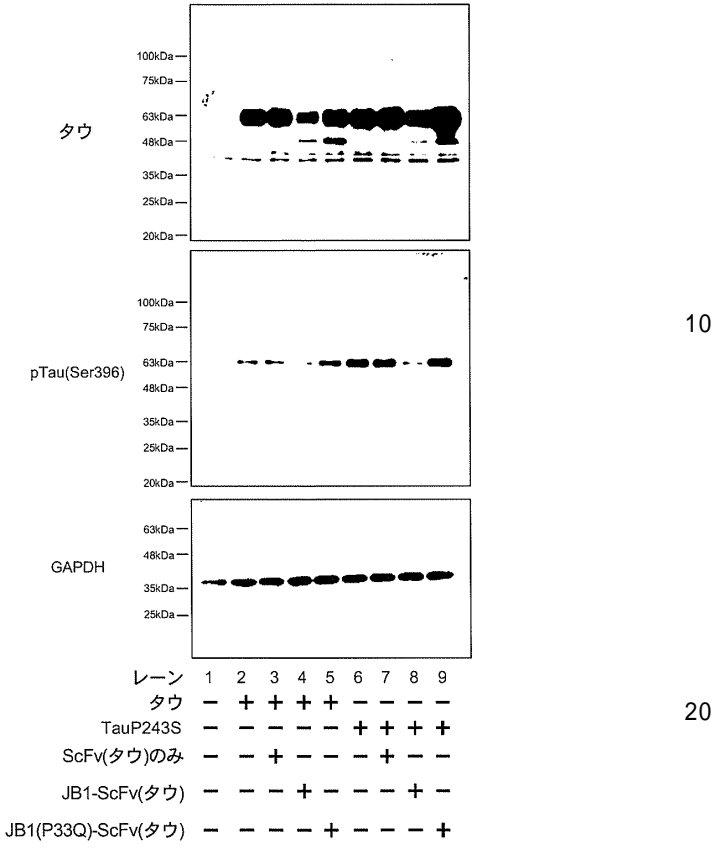 100kDa
75kDa
63kDa
タウ
48kDa
35kDa
25kDa
20kDa
100kDa
10
75kDa
63kDa
pTau(Ser396)
48kDa
35kDa
25kDa
20kDa
63kDa
48kDa
GAPDH
35kDa
25kDa
レーン 1 2 3 4 5 6 7 8 9
タウ − + + + + − − − −
20
TauP243S − − − − − + + + +
ScFv(タウ)のみ − − + − − − + − −
JB1-ScFv(タウ) − − − + − − − + −
JB1(P33Q)-ScFv(タウ) − − − − + − − − +